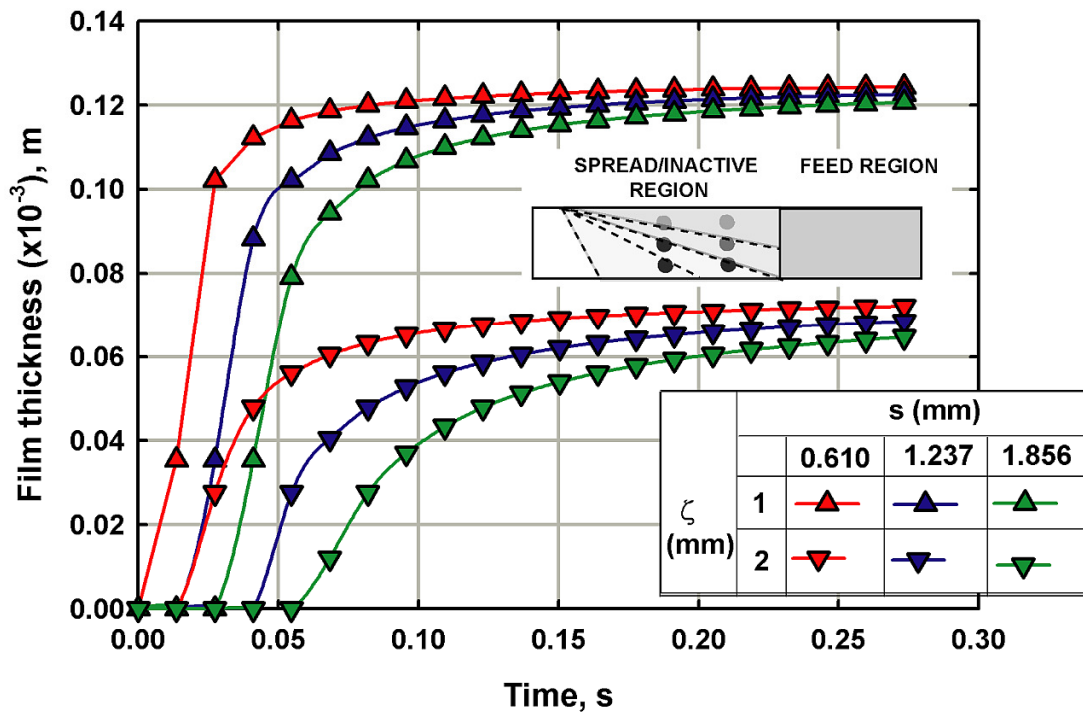 0.14
0.12
0.10
0.08
0.06
0.04
0.02
0.00
Film thickness (x10⁻³), m
0.00 0.05 0.10 0.15 0.20 0.25 0.30
Time, s
SPREAD/INACTIVE REGION
FEED REGION
s (mm)
0.610 1.237 1.856
ζ (mm)
1
2